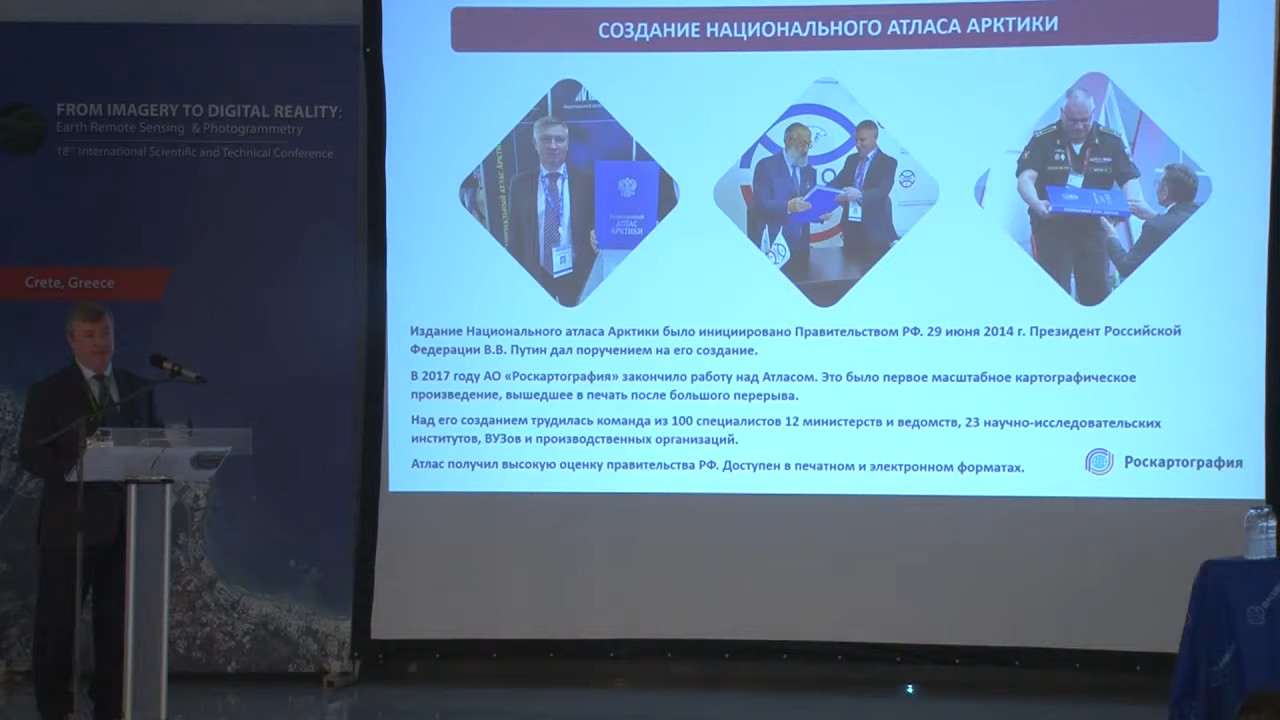 СОЗДАНИЕ НАЦИОНАЛЬНОГО АТЛАСА АРКТИКИ
FROM IMAGERY TO DIGITAL REALITY:
Earth Remote Sensing & Photogrammetry
18th International Scientific and Technical Conference
Crete, Greece
НАЦИОНАЛЬНЫЙ
АТЛАС
АРКТИКИ
Издание Национального атласа Арктики было инициировано Правительством РФ. 29 июня 2014 г. Президент Российской
Федерации В.В. Путин дал поручением на его создание.
В 2017 году АО «Роскартография» закончило работу над Атласом. Это было первое масштабное картографическое
произведение, вышедшее в печать после большого перерыва.
Над его созданием трудилась команда из 100 специалистов 12 министерств и ведомств, 23 научно-исследовательских
институтов, ВУЗов и производственных организаций.
Атлас получил высокую оценку правительства РФ. Доступен в печатном и электронном форматах.
Роскартография